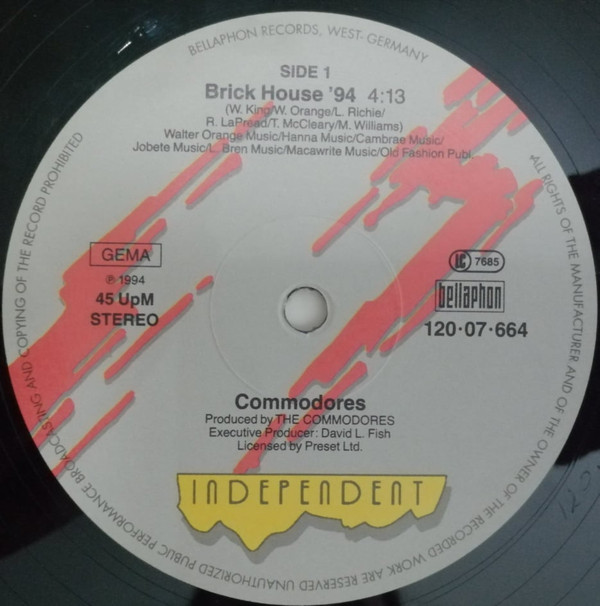 BELLAPHON RECORDS, WEST-GERMANY
SIDE 1
Brick House '94 4:13
(W. King/W. Orange/L. Richie/
R. LaPread/T. McCleary/M. Williams)
Walter Orange Music/Hanna Music/Cambrae Music/
Jobete Music/L. Bren Music/Macawrite Music/Old Fashion Publ.
GEMA
℗ 1994
45 UpM
STEREO
LC 7685
bellaphon
120·07·664
Commodores
Produced by THE COMMODORES
Executive Producer: David L. Fish
Licensed by Preset Ltd.
INDEPENDENT
ALL RIGHTS OF THE MANUFACTURER AND OF THE OWNER OF THE RECORDED WORK ARE RESERVED UNAUTHORIZED PUBLIC PERFORMANCE BROADCASTING AND COPYING OF THE RECORD PROHIBITED